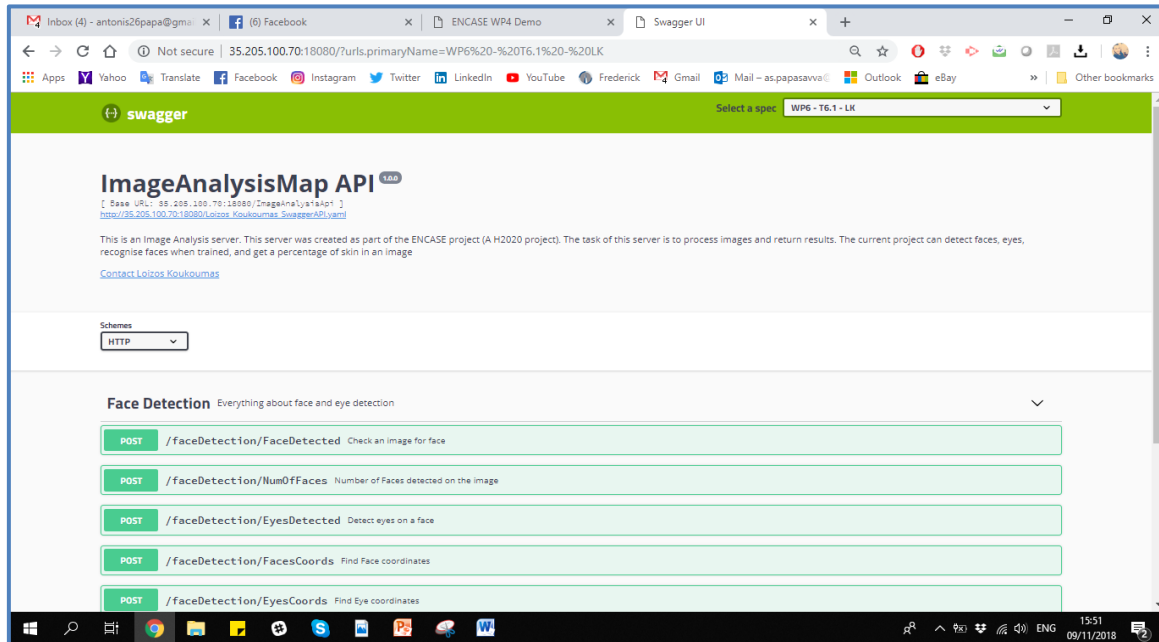 Inbox (4) - antonis26papa@gmai
(6) Facebook
ENCASE WP4 Demo
Swagger UI
Not secure | 35.205.100.70:18080/?urls.primaryName=WP6%20-%20T6.1%20-%20LK
Apps Yahoo Translate Facebook Instagram Twitter LinkedIn YouTube Frederick Gmail Mail – as.papasavva@ Outlook eBay » Other bookmarks
swagger
Select a spec WP6 - T6.1 - LK
ImageAnalysisMap API 1.0.0
[ Base URL: 35.205.100.70:18080/ImageAnalysisApi ]
http://35.205.100.70:18080/Loizos_Koukoumas_SwaggerAPI.yaml
This is an Image Analysis server. This server was created as part of the ENCASE project (A H2020 project). The task of this server is to process images and return results. The current project can detect faces, eyes,
recognise faces when trained, and get a percentage of skin in an image
Contact Loizos Koukoumas
Schemes
HTTP
Face Detection Everything about face and eye detection
POST /faceDetection/FaceDetected Check an image for face
POST /faceDetection/NumOfFaces Number of Faces detected on the image
POST /faceDetection/EyesDetected Detect eyes on a face
POST /faceDetection/FacesCoords Find Face coordinates
POST /faceDetection/EyesCoords Find Eye coordinates
ENG
15:51
09/11/2018
2